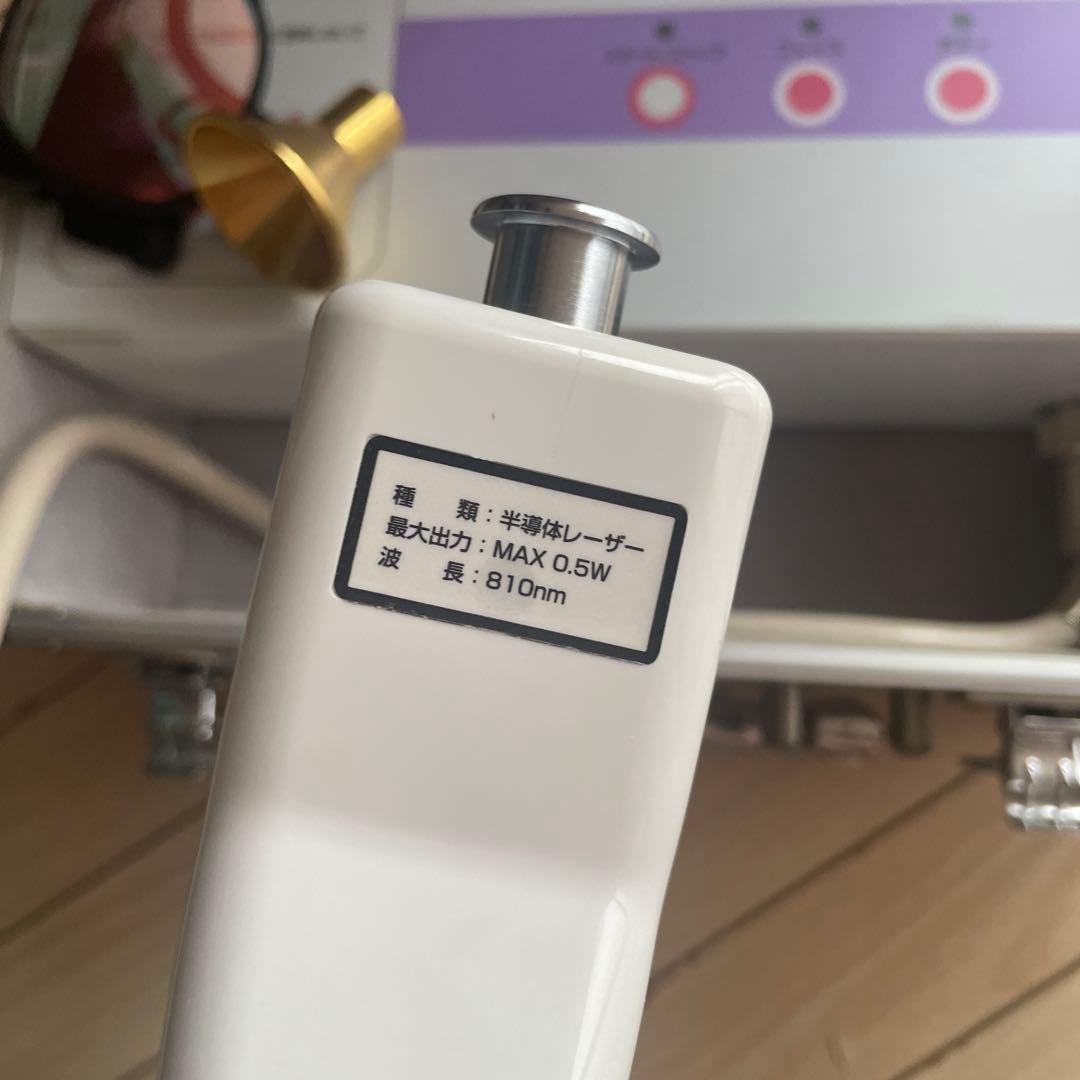 種　　類：半導体レーザー
最大出力：MAX 0.5W
波　　長：810nm